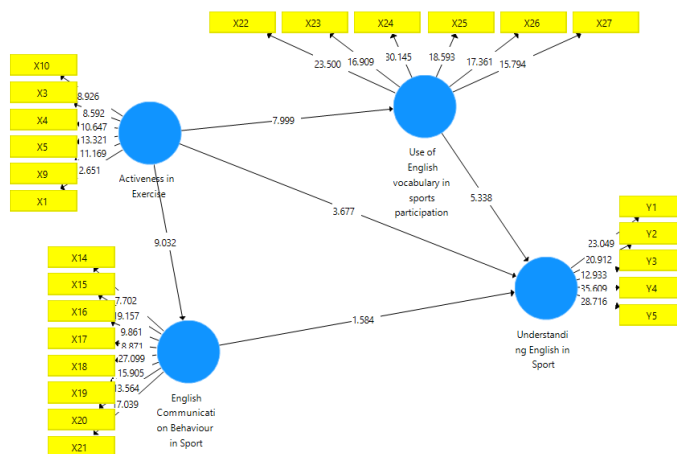 X22
X23
X24
X25
X26
X27
23.500
16.909
30.145
18.593
17.361
15.794
X10
X3
X4
X5
X9
X1
8.926
8.592
10.647
13.321
11.169
2.651
Activeness in
Exercise
7.999
Use of
English
vocabulary in
sports
participation
3.677
5.338
9.032
1.584
X14
X15
X16
X17
X18
X19
X20
X21
7.702
19.157
9.861
8.871
27.099
15.905
13.564
17.039
English
Communicati
on Behaviour
in Sport
Y1
Y2
Y3
Y4
Y5
23.049
20.912
12.933
35.609
28.716
Understandi
ng English in
Sport